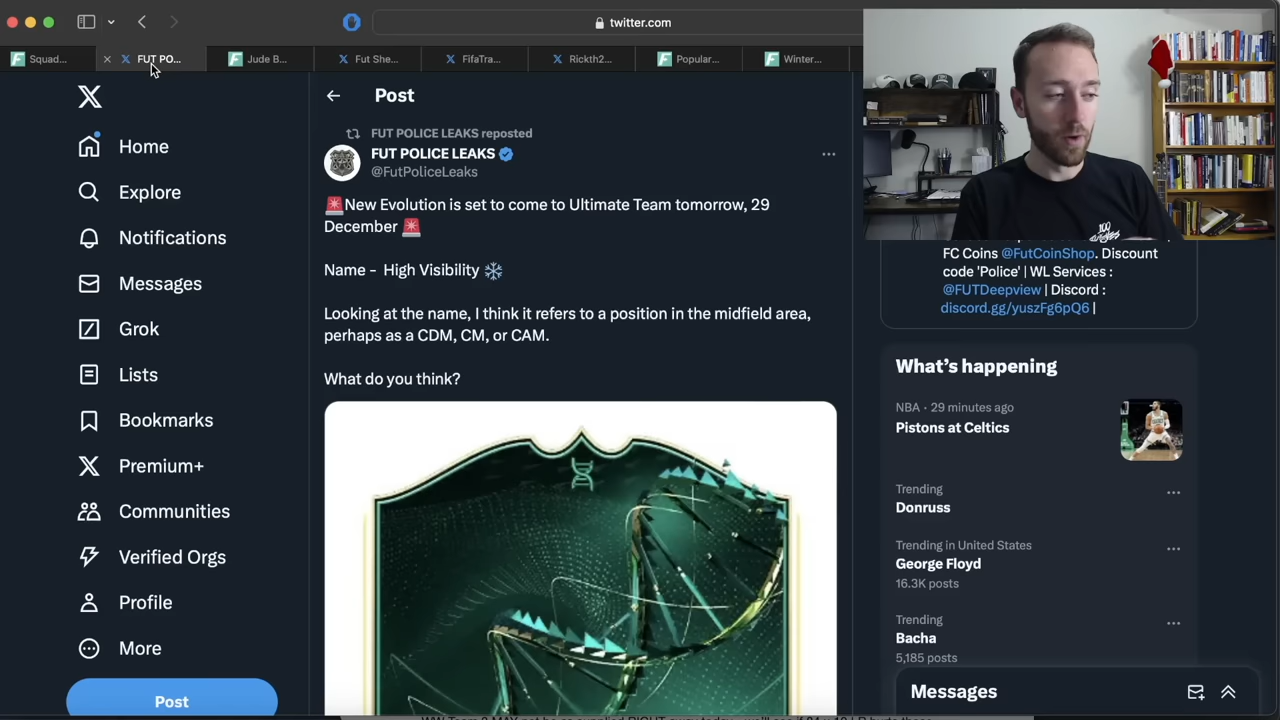 twitter.com
Squad...
FUT PO...
Jude B...
Fut She...
FifaTra...
Rickth2...
Popular...
Winter...
Home
Explore
Notifications
Messages
Grok
Lists
Bookmarks
Premium+
Communities
Verified Orgs
Profile
More
Post
Post
FUT POLICE LEAKS reposted
FUT POLICE LEAKS
@FutPoliceLeaks
🚨New Evolution is set to come to Ultimate Team tomorrow, 29
December 🚨
Name - High Visibility ❄️
Looking at the name, I think it refers to a position in the midfield area,
perhaps as a CDM, CM, or CAM.
What do you think?
FC Coins @FutCoinShop. Discount
code 'Police' | WL Services :
@FUTDeepview | Discord :
discord.gg/yuszFg6pQ6 |
What's happening
NBA · 29 minutes ago
Pistons at Celtics
Trending
Donruss
Trending in United States
George Floyd
16.3K posts
Trending
Bacha
5,185 posts
Messages